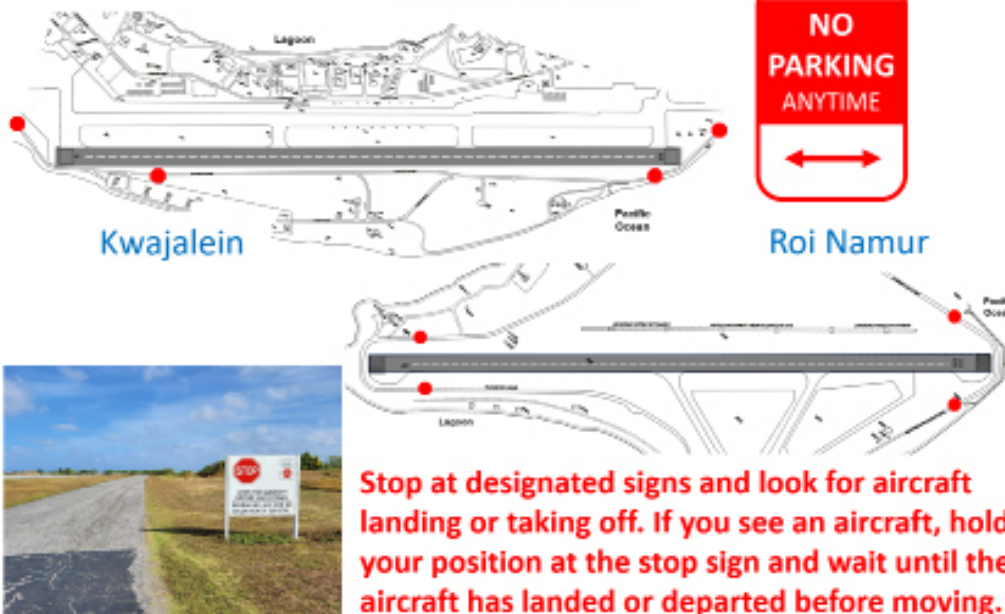 Lagoon
NO
PARKING
ANYTIME
Pacific
Ocean
Kwajalein
Roi Namur
Lagoon
STOP
Stop at designated signs and look for aircraft
landing or taking off. If you see an aircraft, hold
your position at the stop sign and wait until the
aircraft has landed or departed before moving.